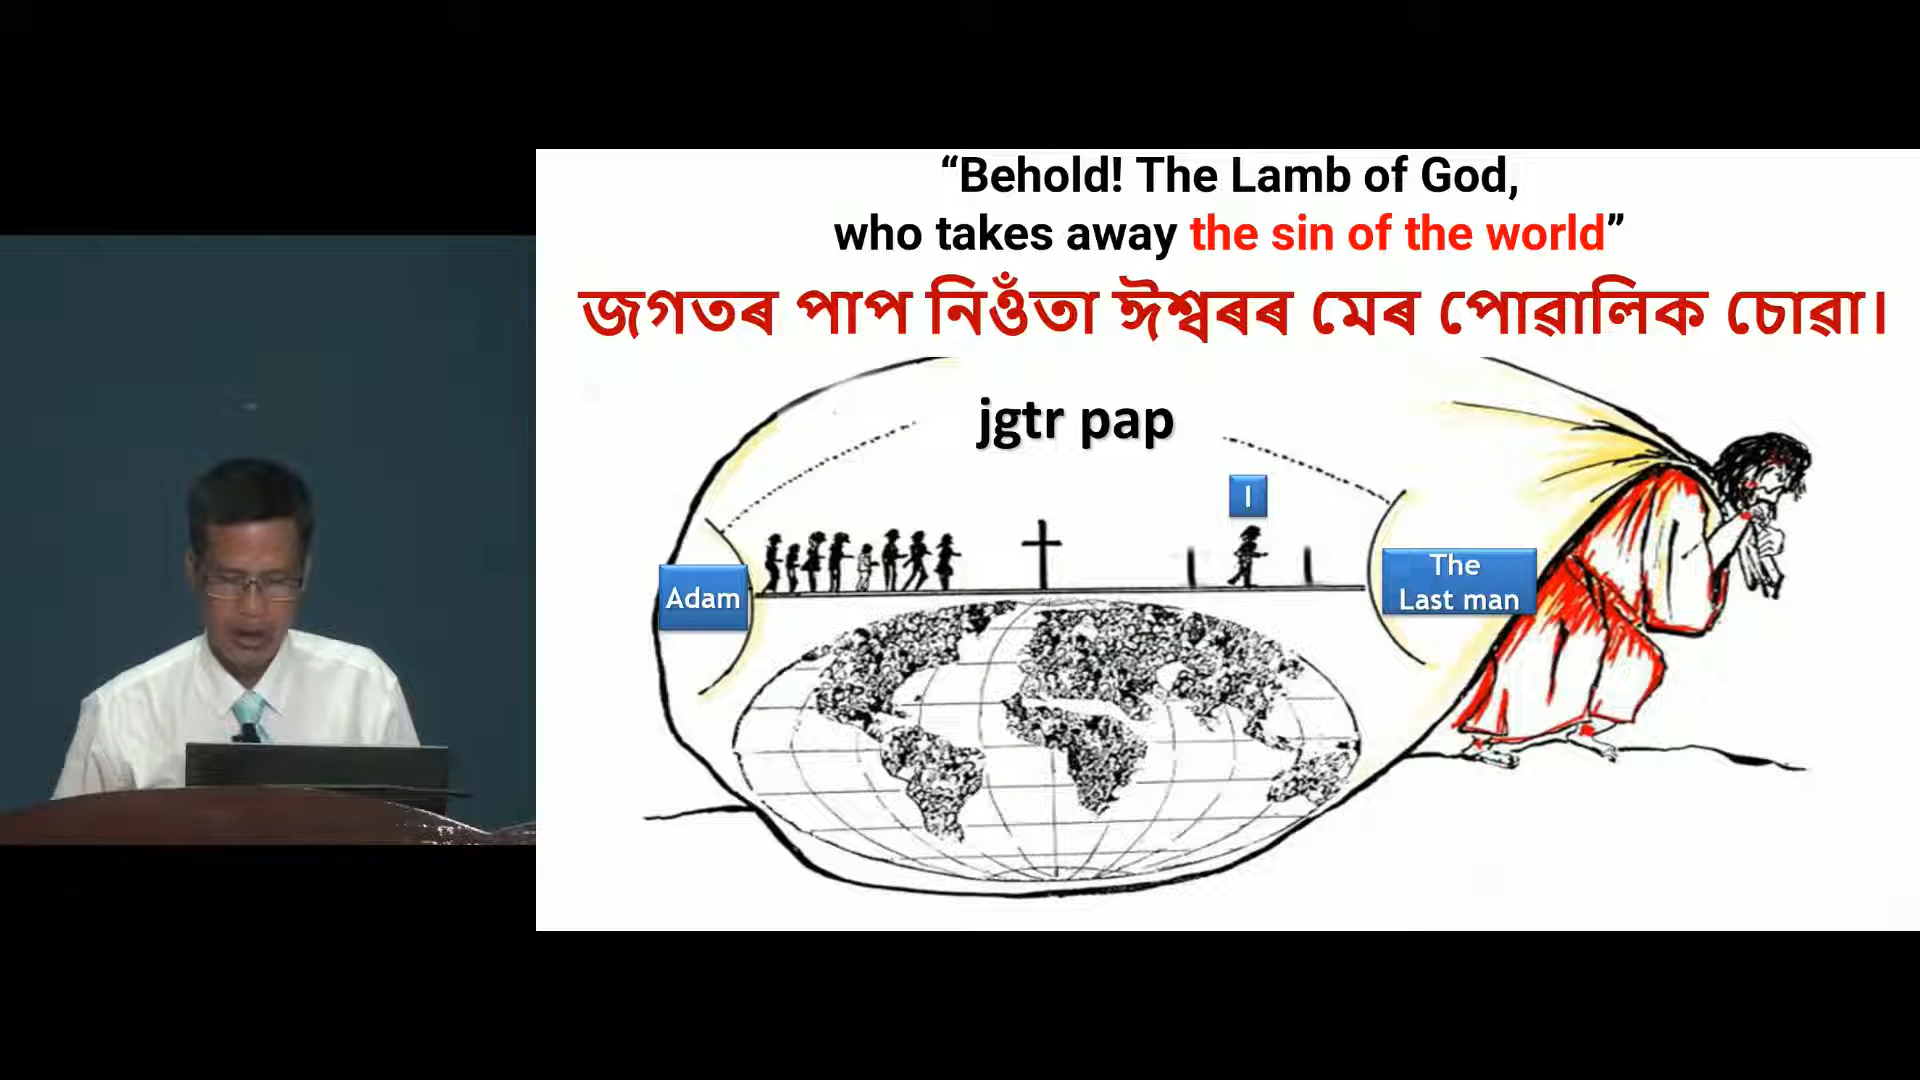 “Behold! The Lamb of God,
who takes away the sin of the world”
জগতৰ পাপ নিওঁতা ঈশ্বৰৰ মেৰ পোৱালিক চোৱা।
jgtr pap
I
Adam
The
Last man